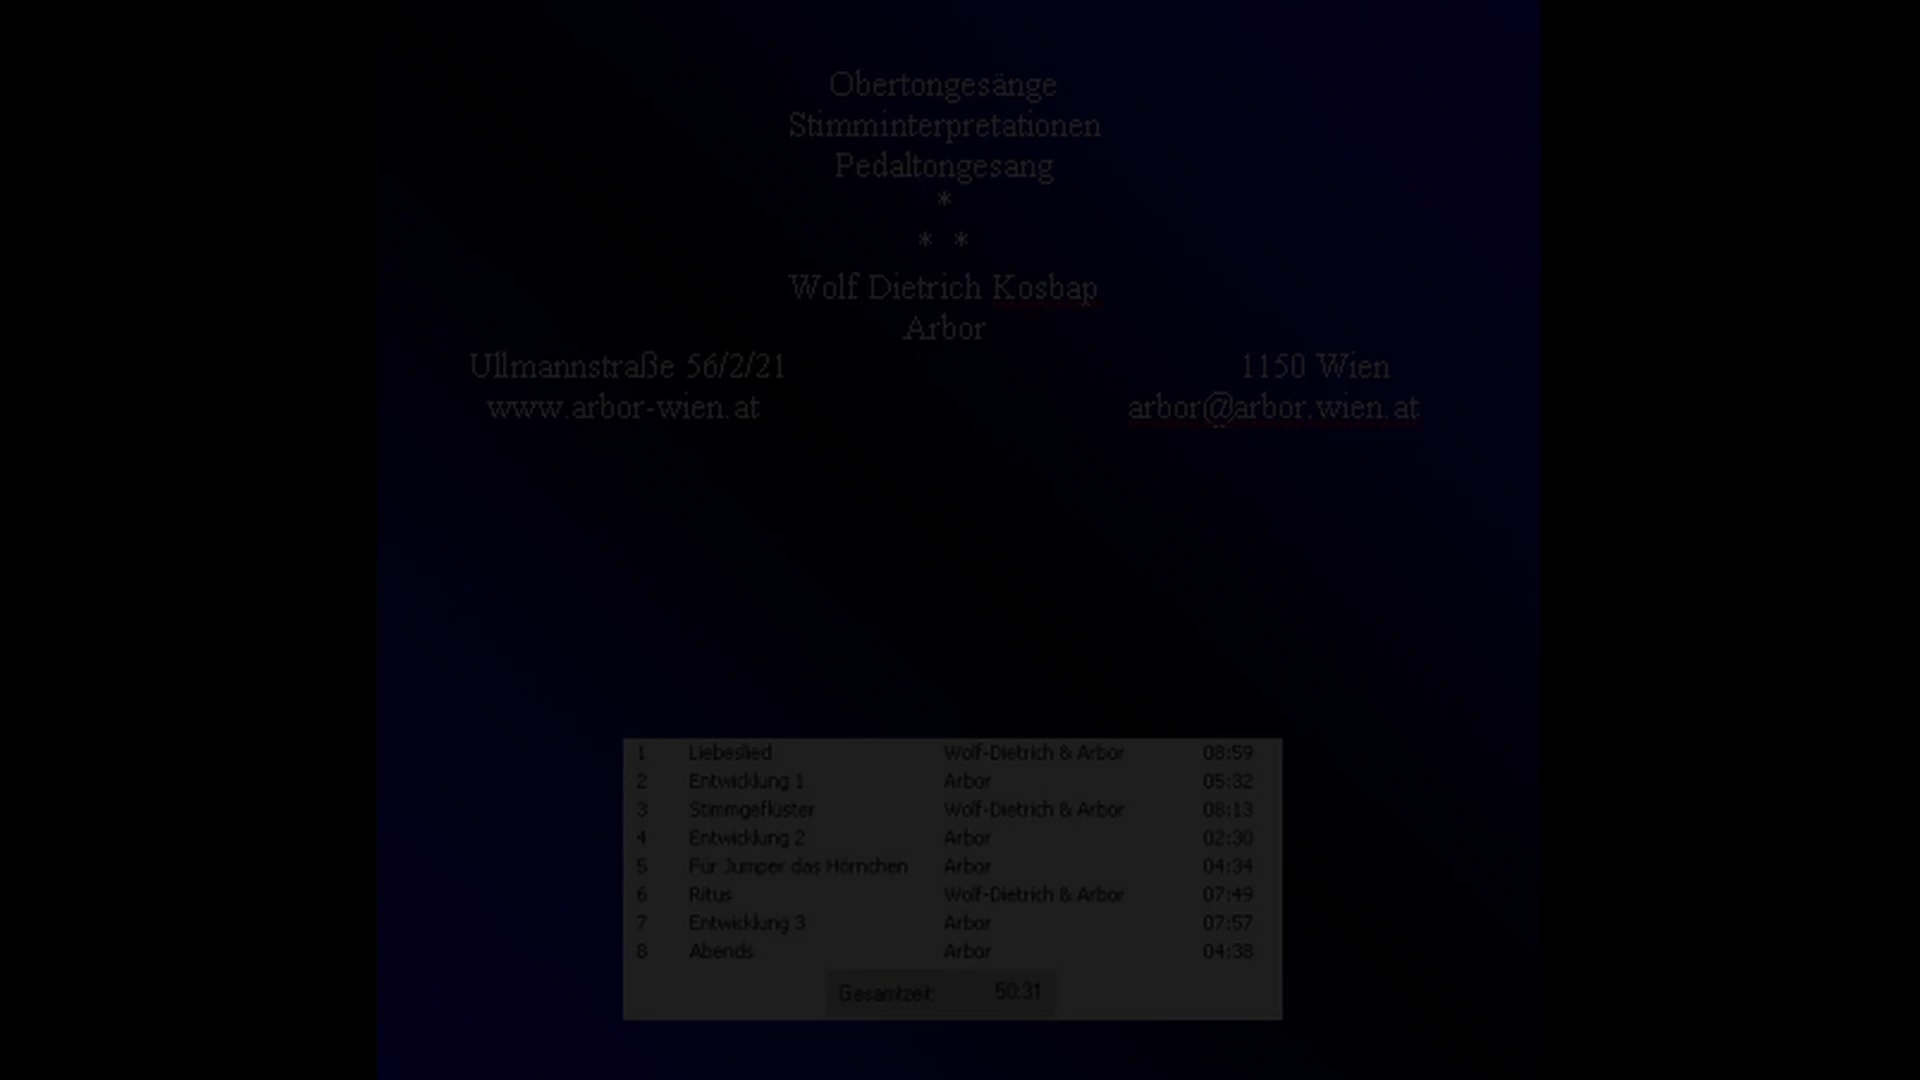 Obertongesänge
Stimminterpretationen
Pedaltongesang
*
* *
Wolf Dietrich Kosbap
Arbor
Ullmannstraße 56/2/21 1150 Wien
www.arbor-wien.at arbor@arbor.wien.at
1 Liebeslied Wolf-Dietrich & Arbor 08:59
2 Entwicklung 1 Arbor 05:32
3 Stimmgeflüster Wolf-Dietrich & Arbor 08:13
4 Entwicklung 2 Arbor 02:30
5 Für Jumper das Hörnchen Arbor 04:34
6 Ritus Wolf-Dietrich & Arbor 07:49
7 Entwicklung 3 Arbor 07:57
8 Abends Arbor 04:38
Gesamtzeit: 50:31